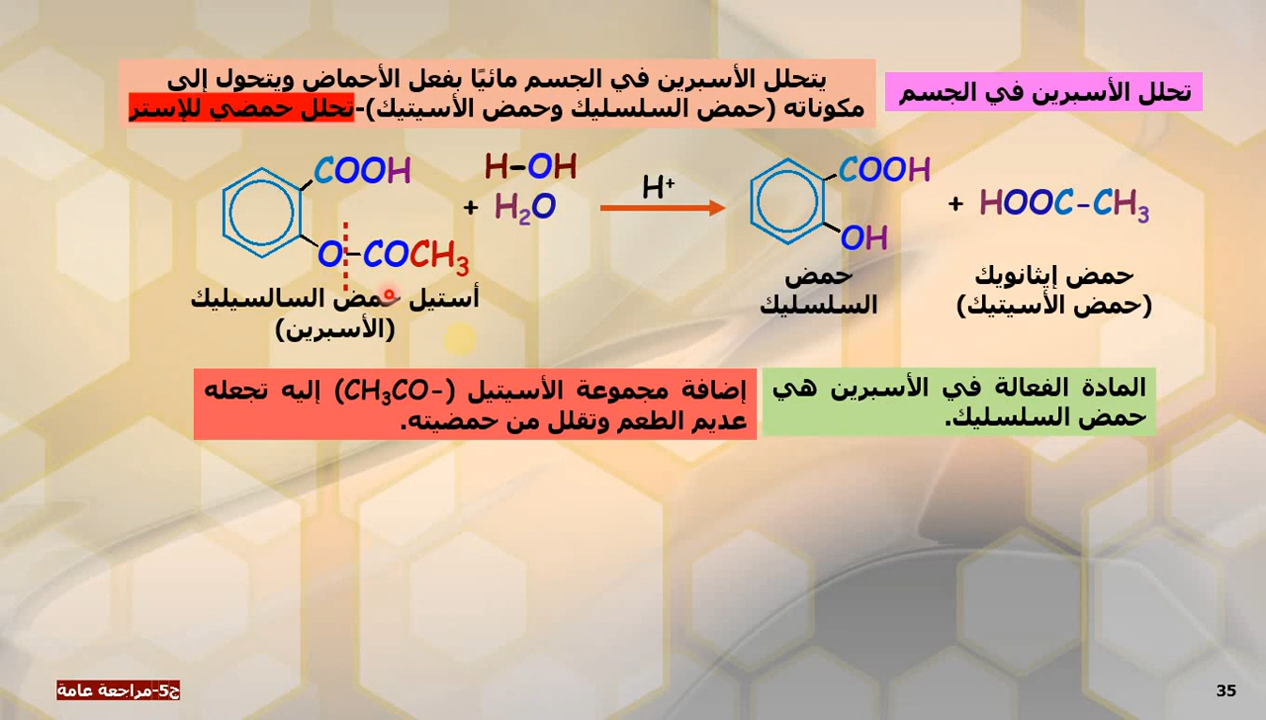 تحلل الأسبرين في الجسم
يتحلل الأسبرين في الجسم مائيًا بفعل الأحماض ويتحول إلى
مكوناته (حمض السلسليك وحمض الأسيتيك)-تحلل حمضي للإستر
COOH
O–COCH₃
+
H–OH
H₂O
H⁺
COOH
OH
+
HOOC-CH₃
أستيل حمض السالسيليك
(الأسبرين)
حمض
السلسليك
حمض إيثانويك
(حمض الأسيتيك)
المادة الفعالة في الأسبرين هي
حمض السلسليك.
إضافة مجموعة الأسيتيل (CH₃CO-) إليه تجعله
عديم الطعم وتقلل من حمضيته.
ج5-مراجعة عامة
35